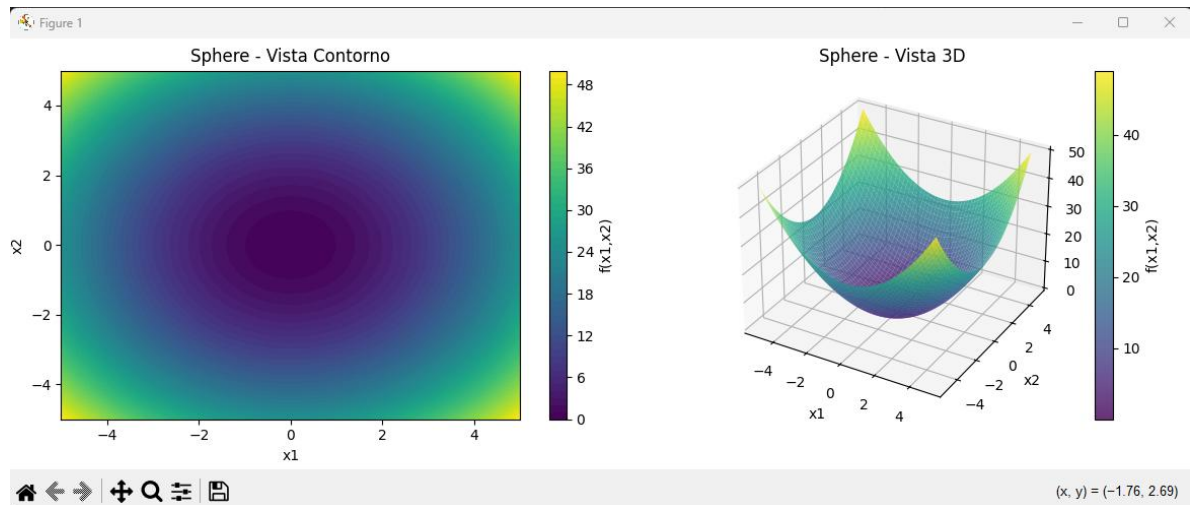 Figure 1
Sphere - Vista Contorno
4
2
0
−2
−4
x2
−4 −2 0 2 4
x1
48
42
36
30
24
18
12
6
0
f(x1,x2)
Sphere - Vista 3D
50
40
30
20
10
0
4
2
0
−2
−4
x2
−4 −2 0 2 4
x1
40
30
20
10
f(x1,x2)
(x, y) = (−1.76, 2.69)